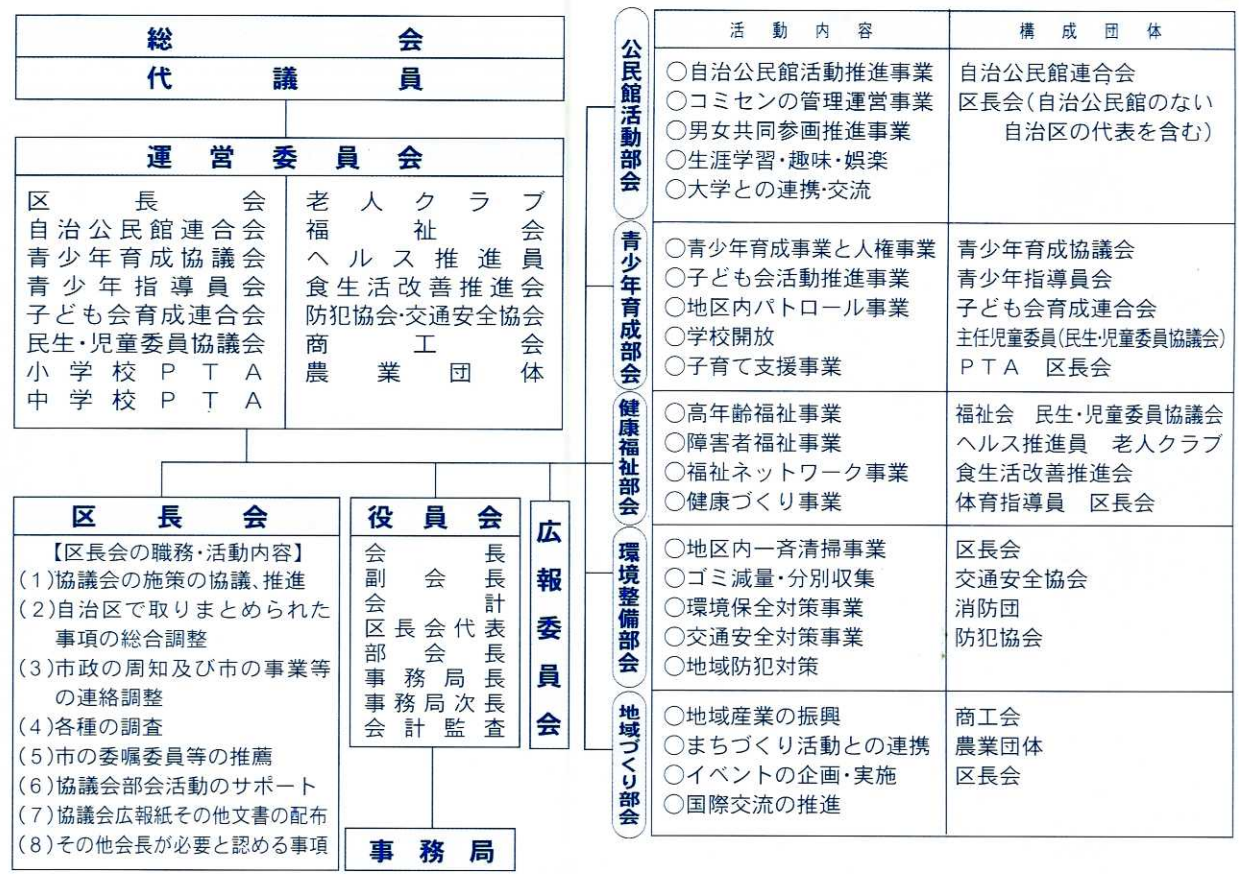 総会
代議員
運営委員会
区長会
自治公民館連合会
青少年育成協議会
青少年指導員会
子ども会育成連合会
民生・児童委員協議会
小学校PTA
中学校PTA
老人クラブ
福祉会
ヘルス推進員
食生活改善推進会
防犯協会・交通安全協会
商工会
農業団体
区長会
【区長会の職務・活動内容】
(1)協議会の施策の協議、推進
(2)自治区で取りまとめられた
事項の総合調整
(3)市政の周知及び市の事業等
の連絡調整
(4)各種の調査
(5)市の委嘱委員等の推薦
(6)協議会部会活動のサポート
(7)協議会広報紙その他文書の配布
(8)その他会長が必要と認める事項
役員会
会長
副会長
会計
区長会代表
部会長
事務局長
事務局次長
会計監査
事務局
広報委員会
活動内容
構成団体
公民館活動部会
○自治公民館活動推進事業
○コミセンの管理運営事業
○男女共同参画推進事業
○生涯学習・趣味・娯楽
○大学との連携・交流
自治公民館連合会
区長会(自治公民館のない
自治区の代表を含む)
青少年育成部会
○青少年育成事業と人権事業
○子ども会活動推進事業
○地区内パトロール事業
○学校開放
○子育て支援事業
青少年育成協議会
青少年指導員会
子ども会育成連合会
主任児童委員(民生・児童委員協議会)
PTA 区長会
健康福祉部会
○高年齢福祉事業
○障害者福祉事業
○福祉ネットワーク事業
○健康づくり事業
福祉会 民生・児童委員協議会
ヘルス推進員 老人クラブ
食生活改善推進会
体育指導員 区長会
環境整備部会
○地区内一斉清掃事業
○ゴミ減量・分別収集
○環境保全対策事業
○交通安全対策事業
○地域防犯対策
区長会
交通安全協会
消防団
防犯協会
地域づくり部会
○地域産業の振興
○まちづくり活動との連携
○イベントの企画・実施
○国際交流の推進
商工会
農業団体
区長会